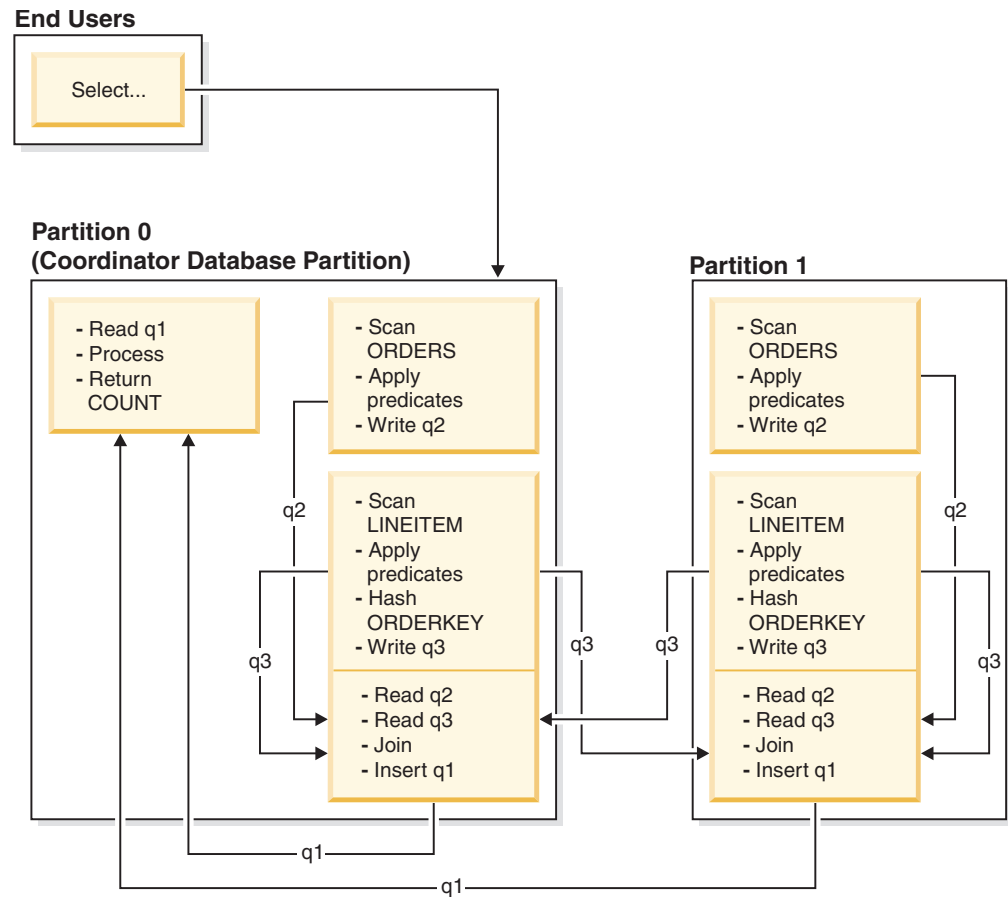 End Users
Select...
Partition 0
(Coordinator Database Partition)
- Read q1
- Process
- Return
COUNT
- Scan
ORDERS
- Apply
predicates
- Write q2
q2
- Scan
LINEITEM
- Apply
predicates
- Hash
ORDERKEY
- Write q3
q3
q3
- Read q2
- Read q3
- Join
- Insert q1
Partition 1
- Scan
ORDERS
- Apply
predicates
- Write q2
q2
- Scan
LINEITEM
- Apply
predicates
- Hash
ORDERKEY
- Write q3
q3
q3
- Read q2
- Read q3
- Join
- Insert q1
q1
q1